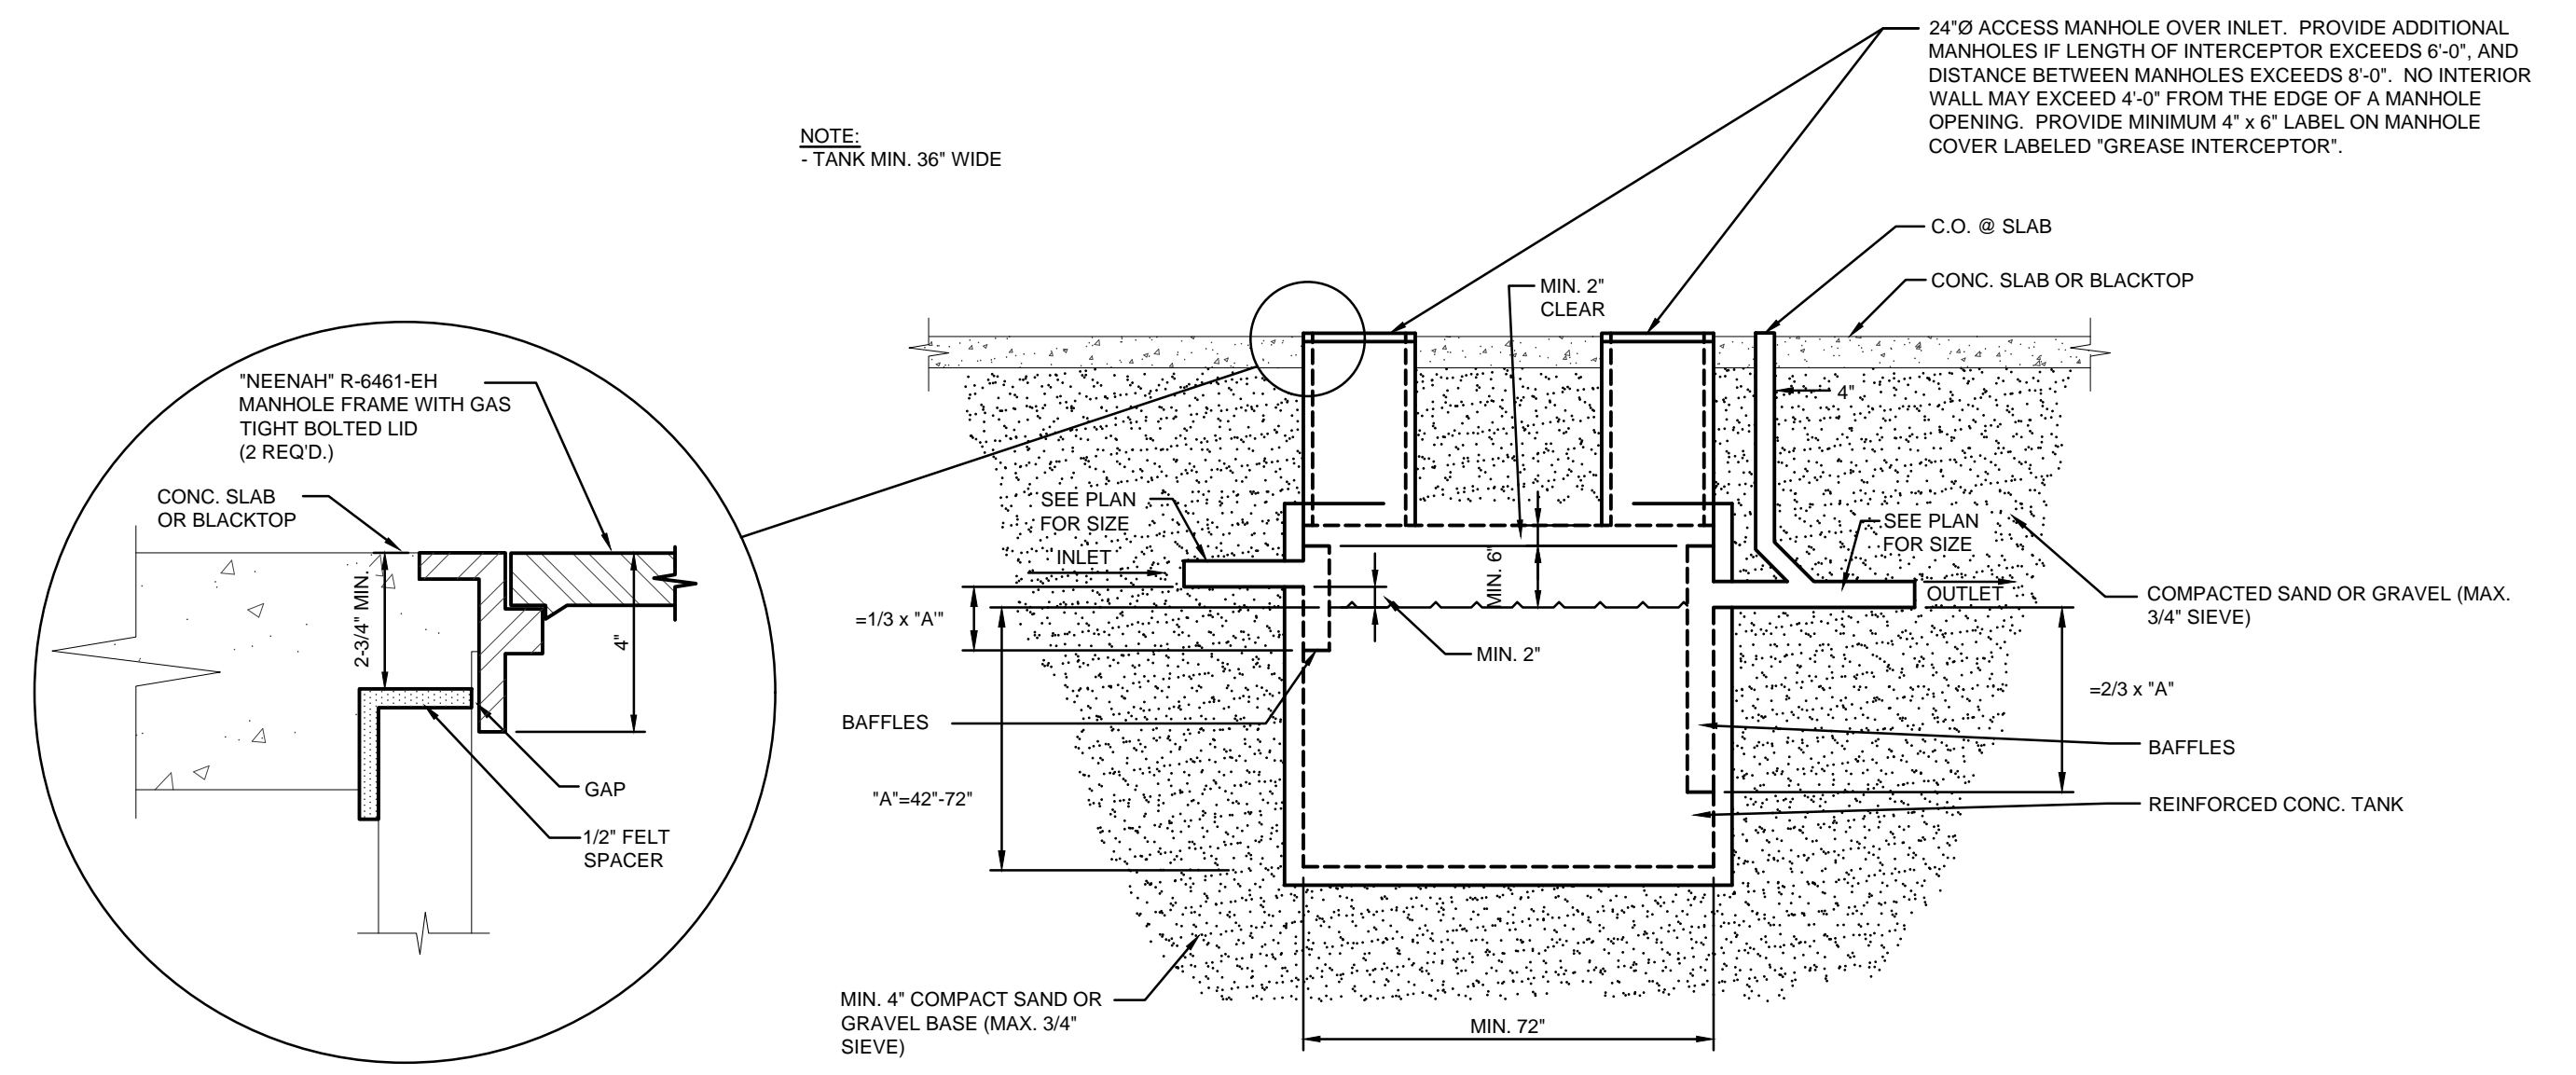 24"Ø ACCESS MANHOLE OVER INLET. PROVIDE ADDITIONAL
MANHOLES IF LENGTH OF INTERCEPTOR EXCEEDS 6'-0", AND
DISTANCE BETWEEN MANHOLES EXCEEDS 8'-0". NO INTERIOR
WALL MAY EXCEED 4'-0" FROM THE EDGE OF A MANHOLE
OPENING. PROVIDE MINIMUM 4" x 6" LABEL ON MANHOLE
COVER LABELED "GREASE INTERCEPTOR".
NOTE:
- TANK MIN. 36" WIDE
C.O. @ SLAB
CONC. SLAB OR BLACKTOP
MIN. 2"
CLEAR
"NEENAH" R-6461-EH
MANHOLE FRAME WITH GAS
TIGHT BOLTED LID
(2 REQ'D.)
CONC. SLAB
OR BLACKTOP
2-3/4" MIN.
4"
GAP
1/2" FELT
SPACER
4"
SEE PLAN
FOR SIZE
INLET
=1/3 x "A'"
MIN. 6"
MIN. 2"
SEE PLAN
FOR SIZE
OUTLET
COMPACTED SAND OR GRAVEL (MAX.
3/4" SIEVE)
=2/3 x "A"
BAFFLES
BAFFLES
"A"=42"-72"
REINFORCED CONC. TANK
MIN. 4" COMPACT SAND OR
GRAVEL BASE (MAX. 3/4"
SIEVE)
MIN. 72"